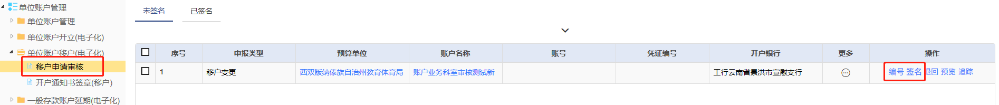 单位账户管理
单位账户管理
单位账户开立(电子化)
单位账户移户(电子化)
移户申请审核
开户通知书签章(移户)
一般存款账户延期(电子化)
未签名 已签名
序号 申报类型 预算单位 账户名称 账号 凭证编号 开户银行 更多 操作
1 移户变更 西双版纳傣族自治州教育体育局 账户业务科室审核测试新 工行云南省景洪市宣慰支行 编号 签名 退回 预览 追踪